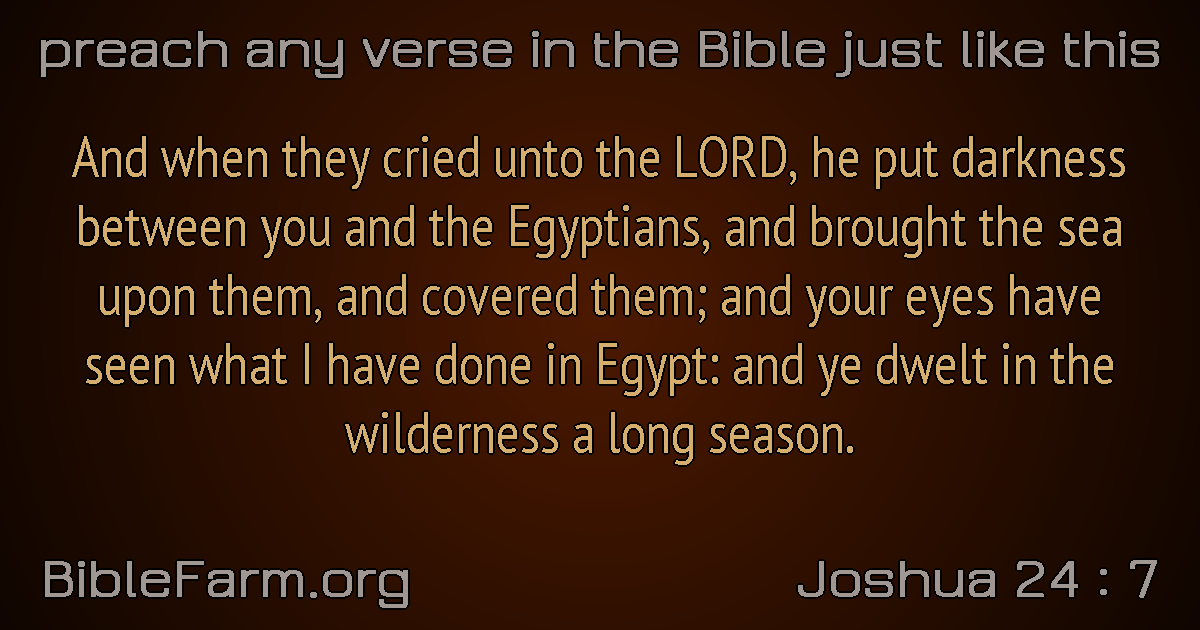 preach any verse in the Bible just like this
And when they cried unto the LORD, he put darkness
between you and the Egyptians, and brought the sea
upon them, and covered them; and your eyes have
seen what I have done in Egypt: and ye dwelt in the
wilderness a long season.
BibleFarm.org
Joshua 24 : 7